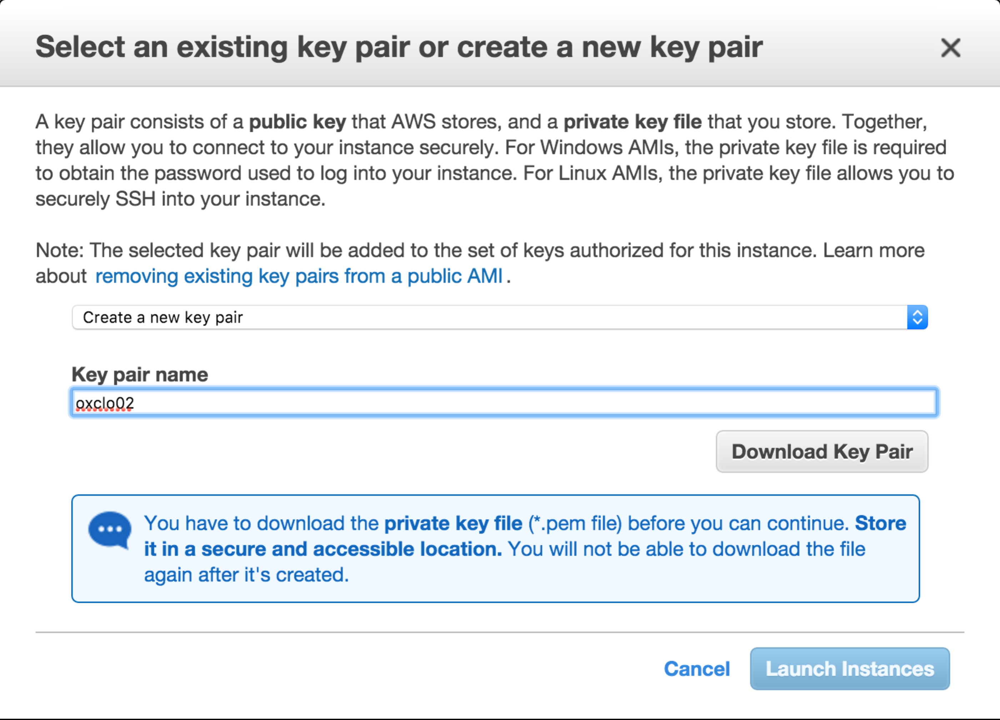 Select an existing key pair or create a new key pair
A key pair consists of a public key that AWS stores, and a private key file that you store. Together,
they allow you to connect to your instance securely. For Windows AMIs, the private key file is required
to obtain the password used to log into your instance. For Linux AMIs, the private key file allows you to
securely SSH into your instance.
Note: The selected key pair will be added to the set of keys authorized for this instance. Learn more
about removing existing key pairs from a public AMI .
Create a new key pair
Key pair name
oxclo02
Download Key Pair
You have to download the private key file (*.pem file) before you can continue. Store
it in a secure and accessible location. You will not be able to download the file
again after it's created.
Cancel
Launch Instances